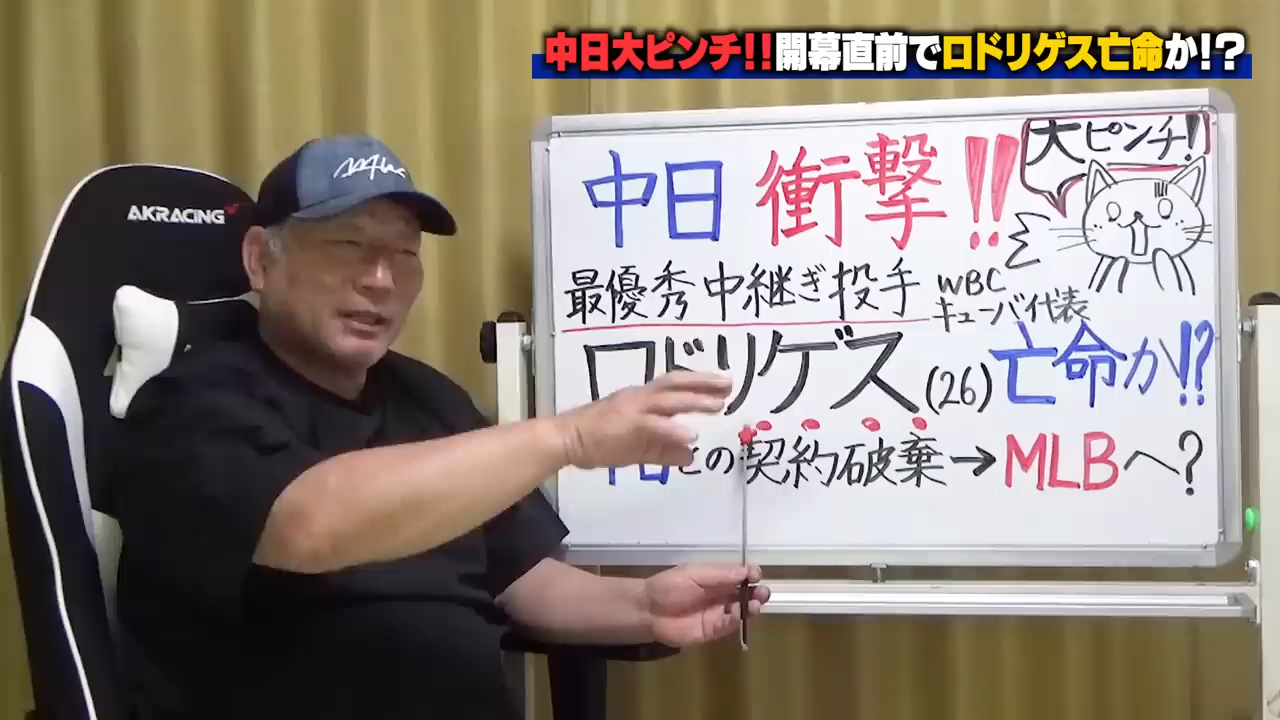 中日大ピンチ!!開幕直前でロドリゲス亡命か!?
AKRACING
中日 衝撃!!
大ピンチ!
最優秀中継ぎ投手
WBC
キューバ代表
ロドリゲス(26)亡命か!?
中日との契約破棄→MLBへ?